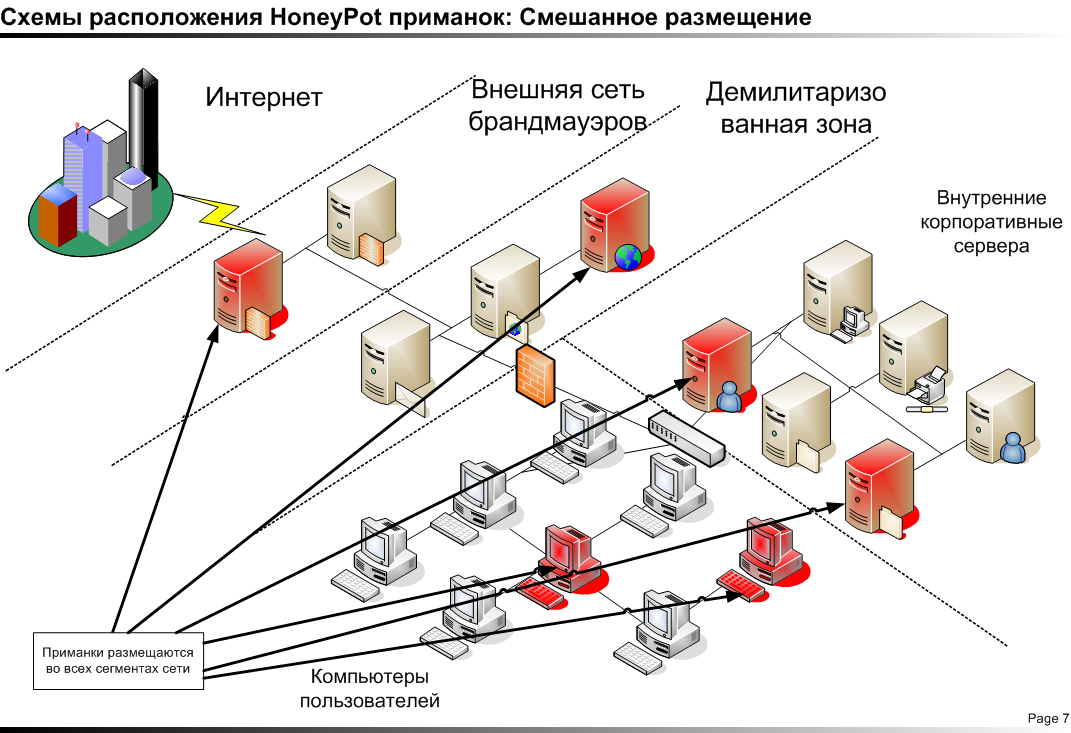 Схемы расположения HoneyPot приманок: Смешанное размещение
Интернет
Внешняя сеть
брандмауэров
Демилитаризо
ванная зона
Внутренние
корпоративные
сервера
Приманки размещаются
во всех сегментах сети
Компьютеры
пользователей
Page 7